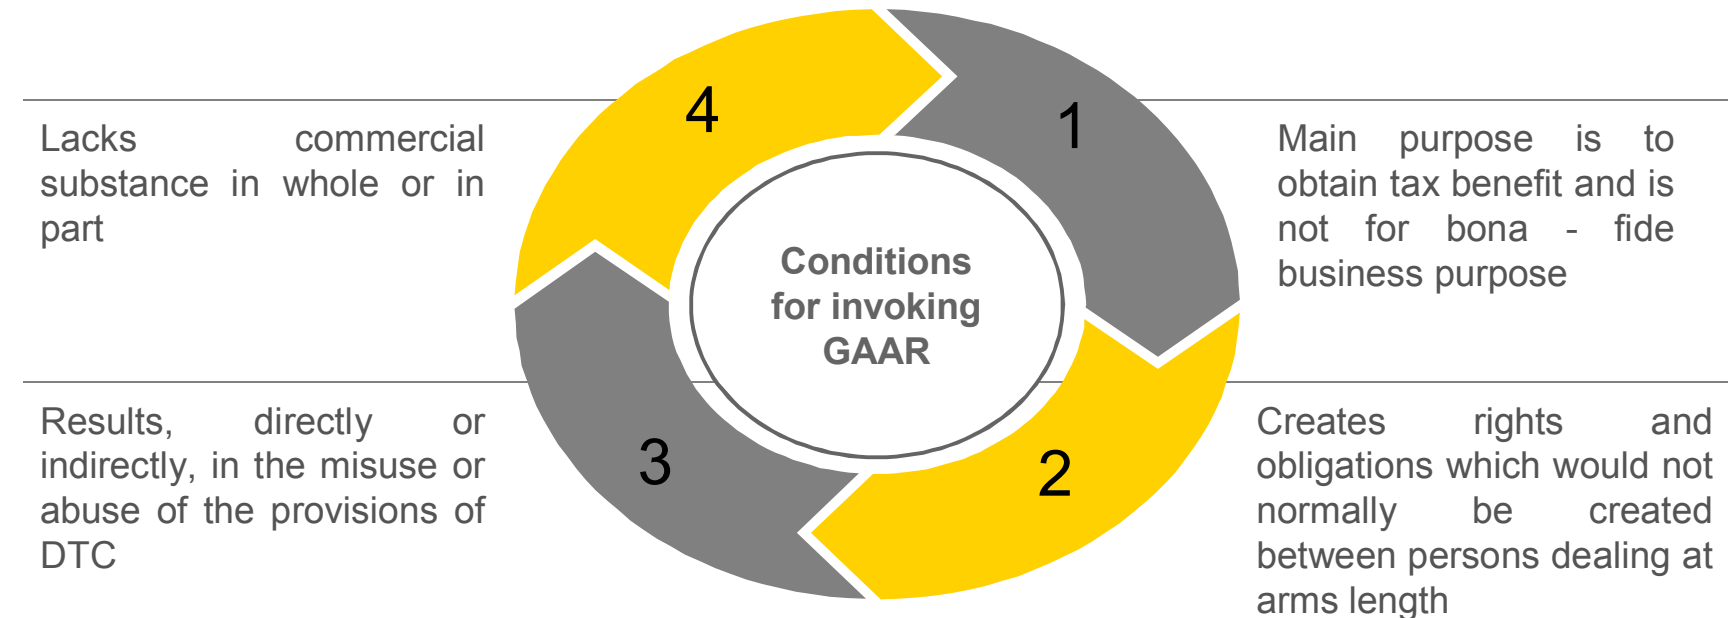 4
Lacks commercial
substance in whole or in
part
1
Main purpose is to
obtain tax benefit and is
not for bona - fide
business purpose
Conditions
for invoking
GAAR
3
Results, directly or
indirectly, in the misuse or
abuse of the provisions of
DTC
2
Creates rights and
obligations which would not
normally be created
between persons dealing at
arms length